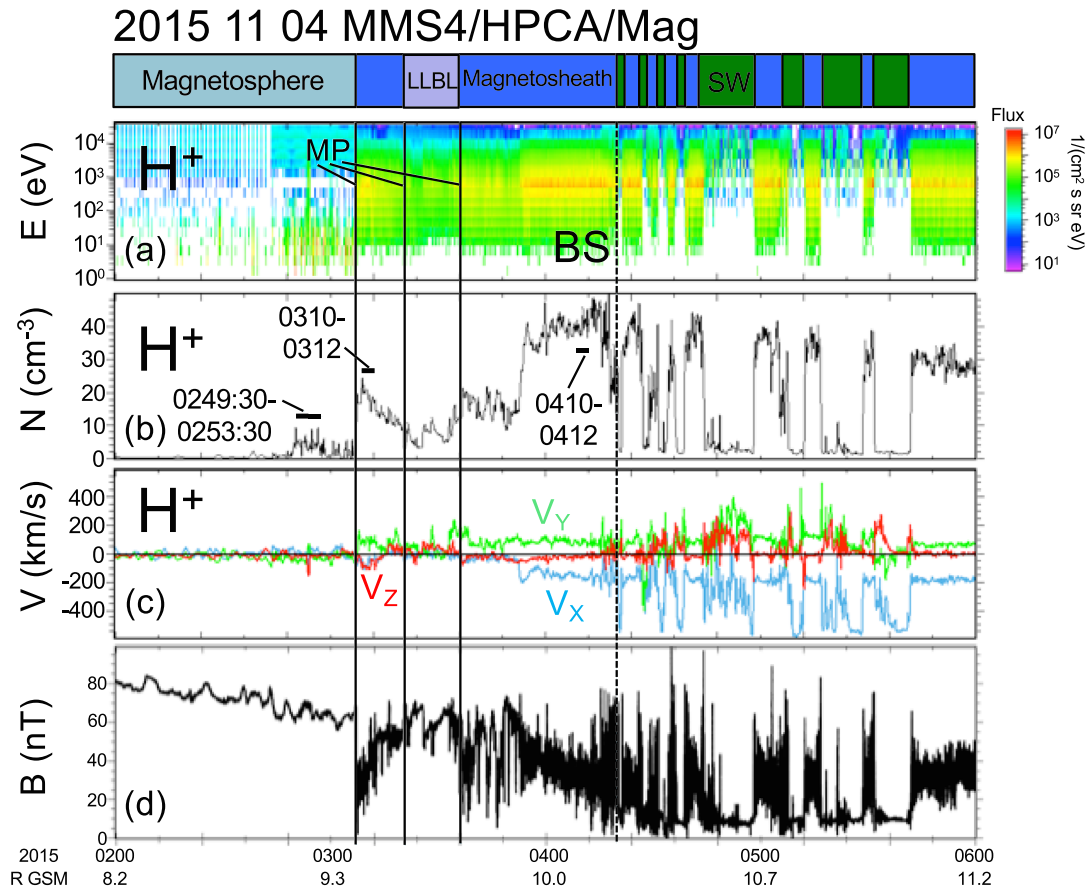 2015 11 04 MMS4/HPCA/Mag
Magnetosphere LLBL Magnetosheath SW
E (eV)
10⁴
10³
10²
10¹
10⁰
H⁺
MP
BS
(a)
Flux
10⁷
10⁵
10³
10¹
1/(cm² s sr eV)
N (cm⁻³)
40
30
20
10
0
H⁺
0310-
0312
0249:30-
0253:30
0410-
0412
(b)
V (km/s)
400
200
0
-200
-400
H⁺
V_Y
V_Z
V_X
(c)
B (nT)
80
60
40
20
0
(d)
2015 0200 0300 0400 0500 0600
R GSM 8.2 9.3 10.0 10.7 11.2